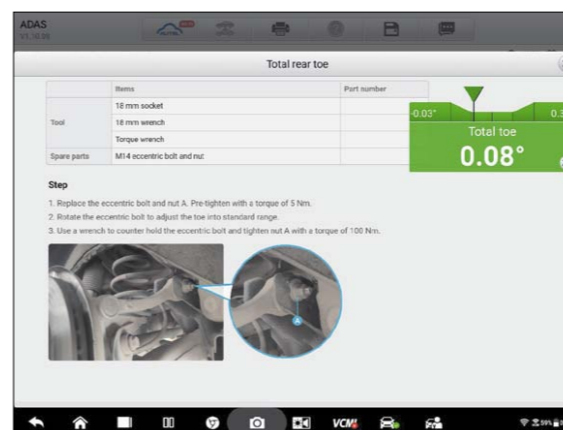 ADAS
Total rear toe
Items Part number
Tool
18 mm socket
18 mm wrench
Torque wrench
Spare parts M14 eccentric bolt and nut
-0.03°
Total toe
0.08°
Step
1. Replace the eccentric bolt and nut A. Pre-tighten with a torque of 5 Nm.
2. Rotate the eccentric bolt to adjust the toe into standard range.
3. Use a wrench to counter hold the eccentric bolt and tighten nut A with a torque of 100 Nm.
A
VCMI